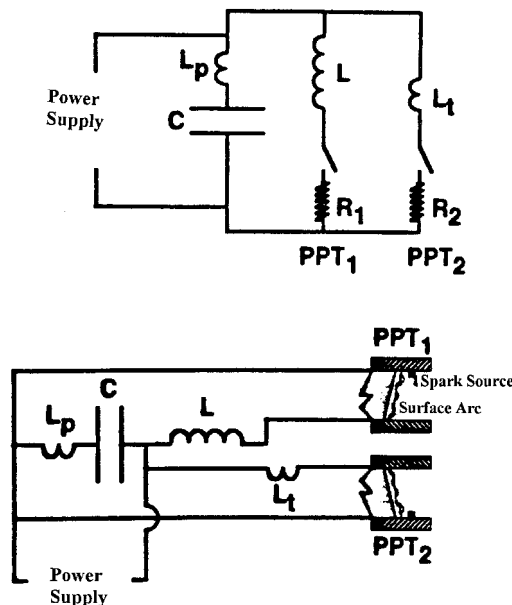 Lp
L
Lt
Power
Supply
C
R1
R2
PPT1
PPT2
PPT1
C
Lp
L
Spark Source
Surface Arc
Lt
PPT2
Power
Supply